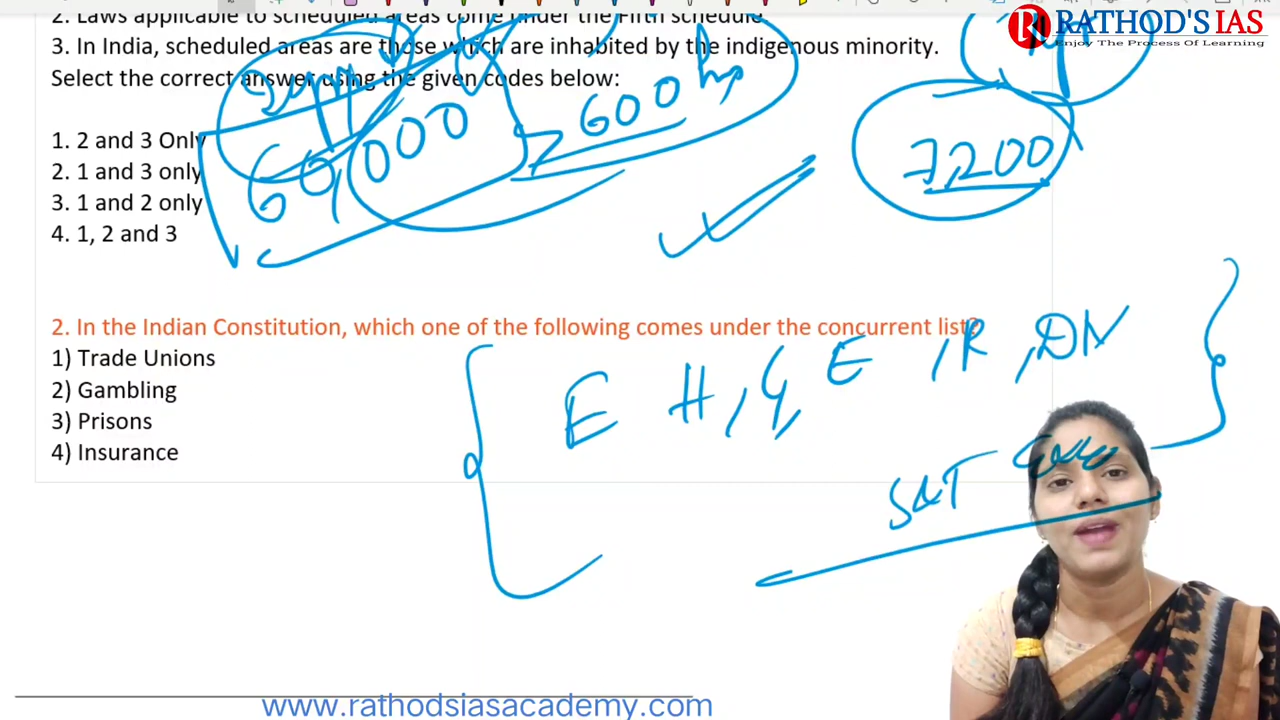 2. Laws applicable to scheduled areas come under the Fifth schedule.
RATHOD'S IAS
Enjoy The Process Of Learning
3. In India, scheduled areas are those which are inhabited by the indigenous minority.
Select the correct answer using the given codes below:
600 hrs
60,000
7,200
1. 2 and 3 Only
2. 1 and 3 only
3. 1 and 2 only
4. 1, 2 and 3
2. In the Indian Constitution, which one of the following comes under the concurrent list?
1) Trade Unions
2) Gambling
3) Prisons
4) Insurance
E H, G, E, R, DN
S&T
www.rathodsiasacademy.com